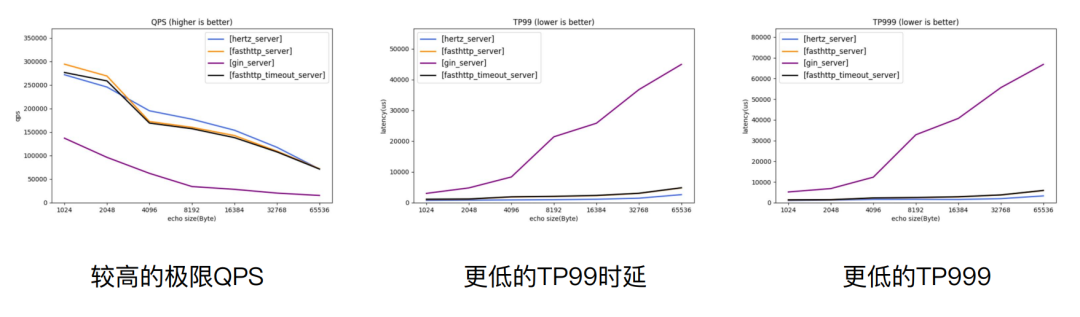 QPS (higher is better)
[hertz_server]
[fasthttp_server]
[gin_server]
[fasthttp_timeout_server]
350000
300000
250000
200000
150000
100000
50000
0
qps
1024 2048 4096 8192 16384 32768 65536
echo size(Byte)
较高的极限QPS
TP99 (lower is better)
[hertz_server]
[fasthttp_server]
[gin_server]
[fasthttp_timeout_server]
50000
40000
30000
20000
10000
0
latency(us)
1024 2048 4096 8192 16384 32768 65536
echo size(Byte)
更低的TP99时延
TP999 (lower is better)
[hertz_server]
[fasthttp_server]
[gin_server]
[fasthttp_timeout_server]
80000
70000
60000
50000
40000
30000
20000
10000
0
latency(us)
1024 2048 4096 8192 16384 32768 65536
echo size(Byte)
更低的TP999